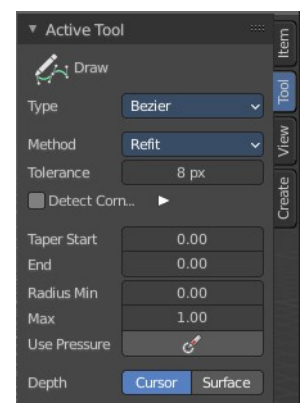 Active Tool
Draw
Type Bezier
Method Refit
Tolerance 8 px
Detect Corn...
Taper Start 0.00
End 0.00
Radius Min 0.00
Max 1.00
Use Pressure
Depth Cursor Surface
Item
Tool
View
Create